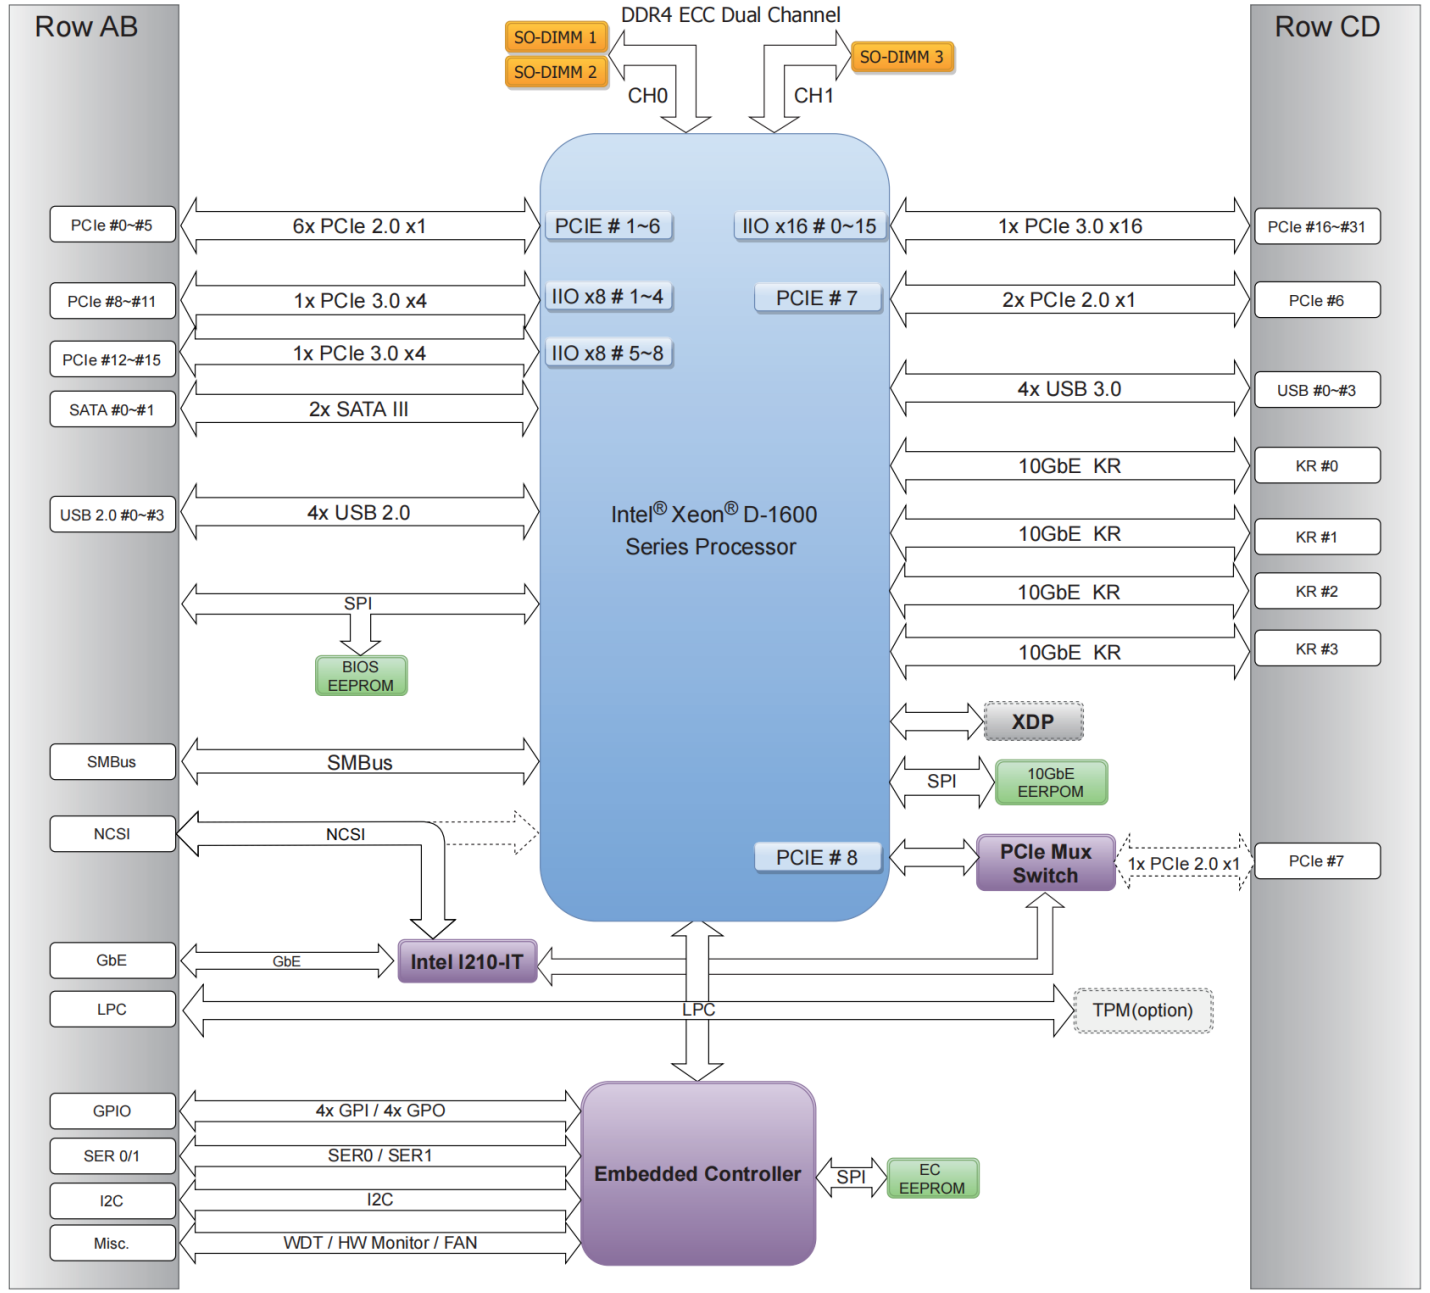 DDR4 ECC Dual Channel
Row AB
Row CD
SO-DIMM 1
SO-DIMM 2
SO-DIMM 3
CH0
CH1
PCIe #0~#5
6x PCIe 2.0 x1
PCIE # 1~6
IIO x16 # 0~15
1x PCIe 3.0 x16
PCIe #16~#31
PCIe #8~#11
1x PCIe 3.0 x4
IIO x8 # 1~4
PCIE # 7
2x PCIe 2.0 x1
PCIe #6
PCIe #12~#15
1x PCIe 3.0 x4
IIO x8 # 5~8
SATA #0~#1
2x SATA III
4x USB 3.0
USB #0~#3
10GbE KR
KR #0
USB 2.0 #0~#3
4x USB 2.0
Intel® Xeon® D-1600
Series Processor
10GbE KR
KR #1
10GbE KR
KR #2
SPI
BIOS
EEPROM
10GbE KR
KR #3
XDP
SMBus
SMBus
SPI
10GbE
EERPOM
NCSI
NCSI
PCIE # 8
PCIe Mux
Switch
1x PCIe 2.0 x1
PCIe #7
GbE
GbE
Intel I210-IT
LPC
LPC
TPM(option)
GPIO
4x GPI / 4x GPO
SER 0/1
SER0 / SER1
Embedded Controller
SPI
EC
EEPROM
I2C
I2C
Misc.
WDT / HW Monitor / FAN